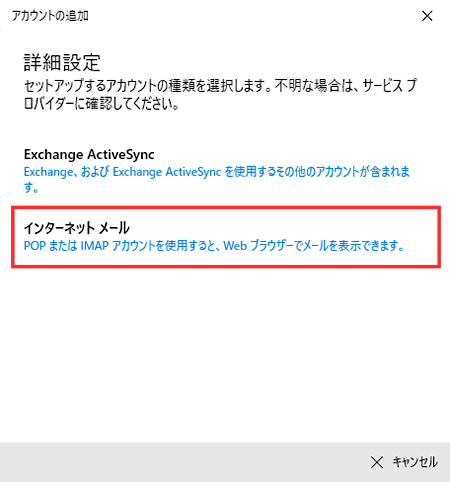 アカウントの追加
詳細設定
セットアップするアカウントの種類を選択します。不明な場合は、サービス プ
ロバイダーに確認してください。
Exchange ActiveSync
Exchange、および Exchange ActiveSync を使用するその他のアカウントが含まれま
す。
インターネット メール
POP または IMAP アカウントを使用すると、Web ブラウザーでメールを表示できます。
キャンセル